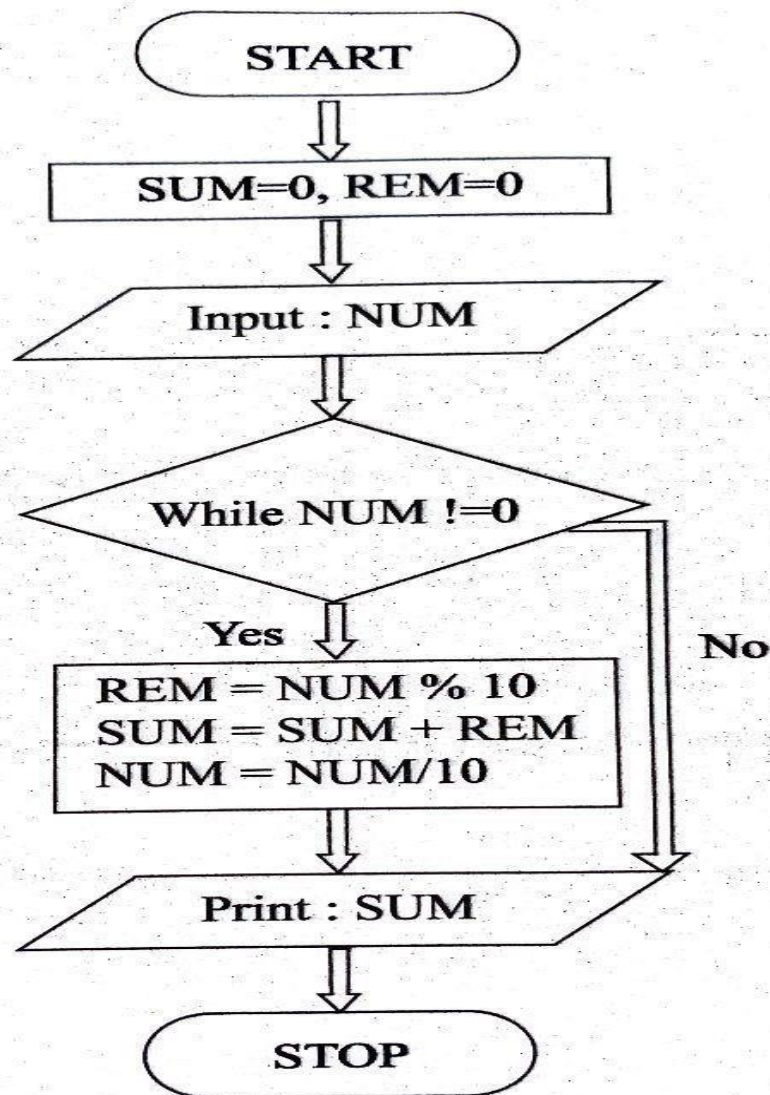 START
SUM=0, REM=0
Input : NUM
While NUM !=0
Yes
No
REM = NUM % 10
SUM = SUM + REM
NUM = NUM/10
Print : SUM
STOP